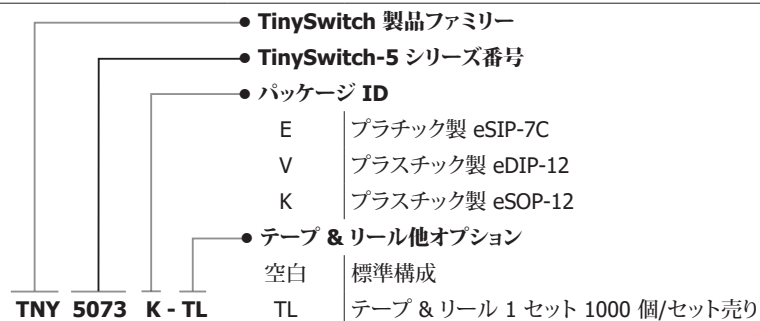 TinySwitch 製品ファミリー
TinySwitch-5 シリーズ番号
パッケージ ID
E プラチック製 eSIP-7C
V プラスチック製 eDIP-12
K プラスチック製 eSOP-12
テープ & リール他オプション
空白 標準構成
TNY 5073 K - TL TL テープ & リール 1 セット 1000 個/セット売り